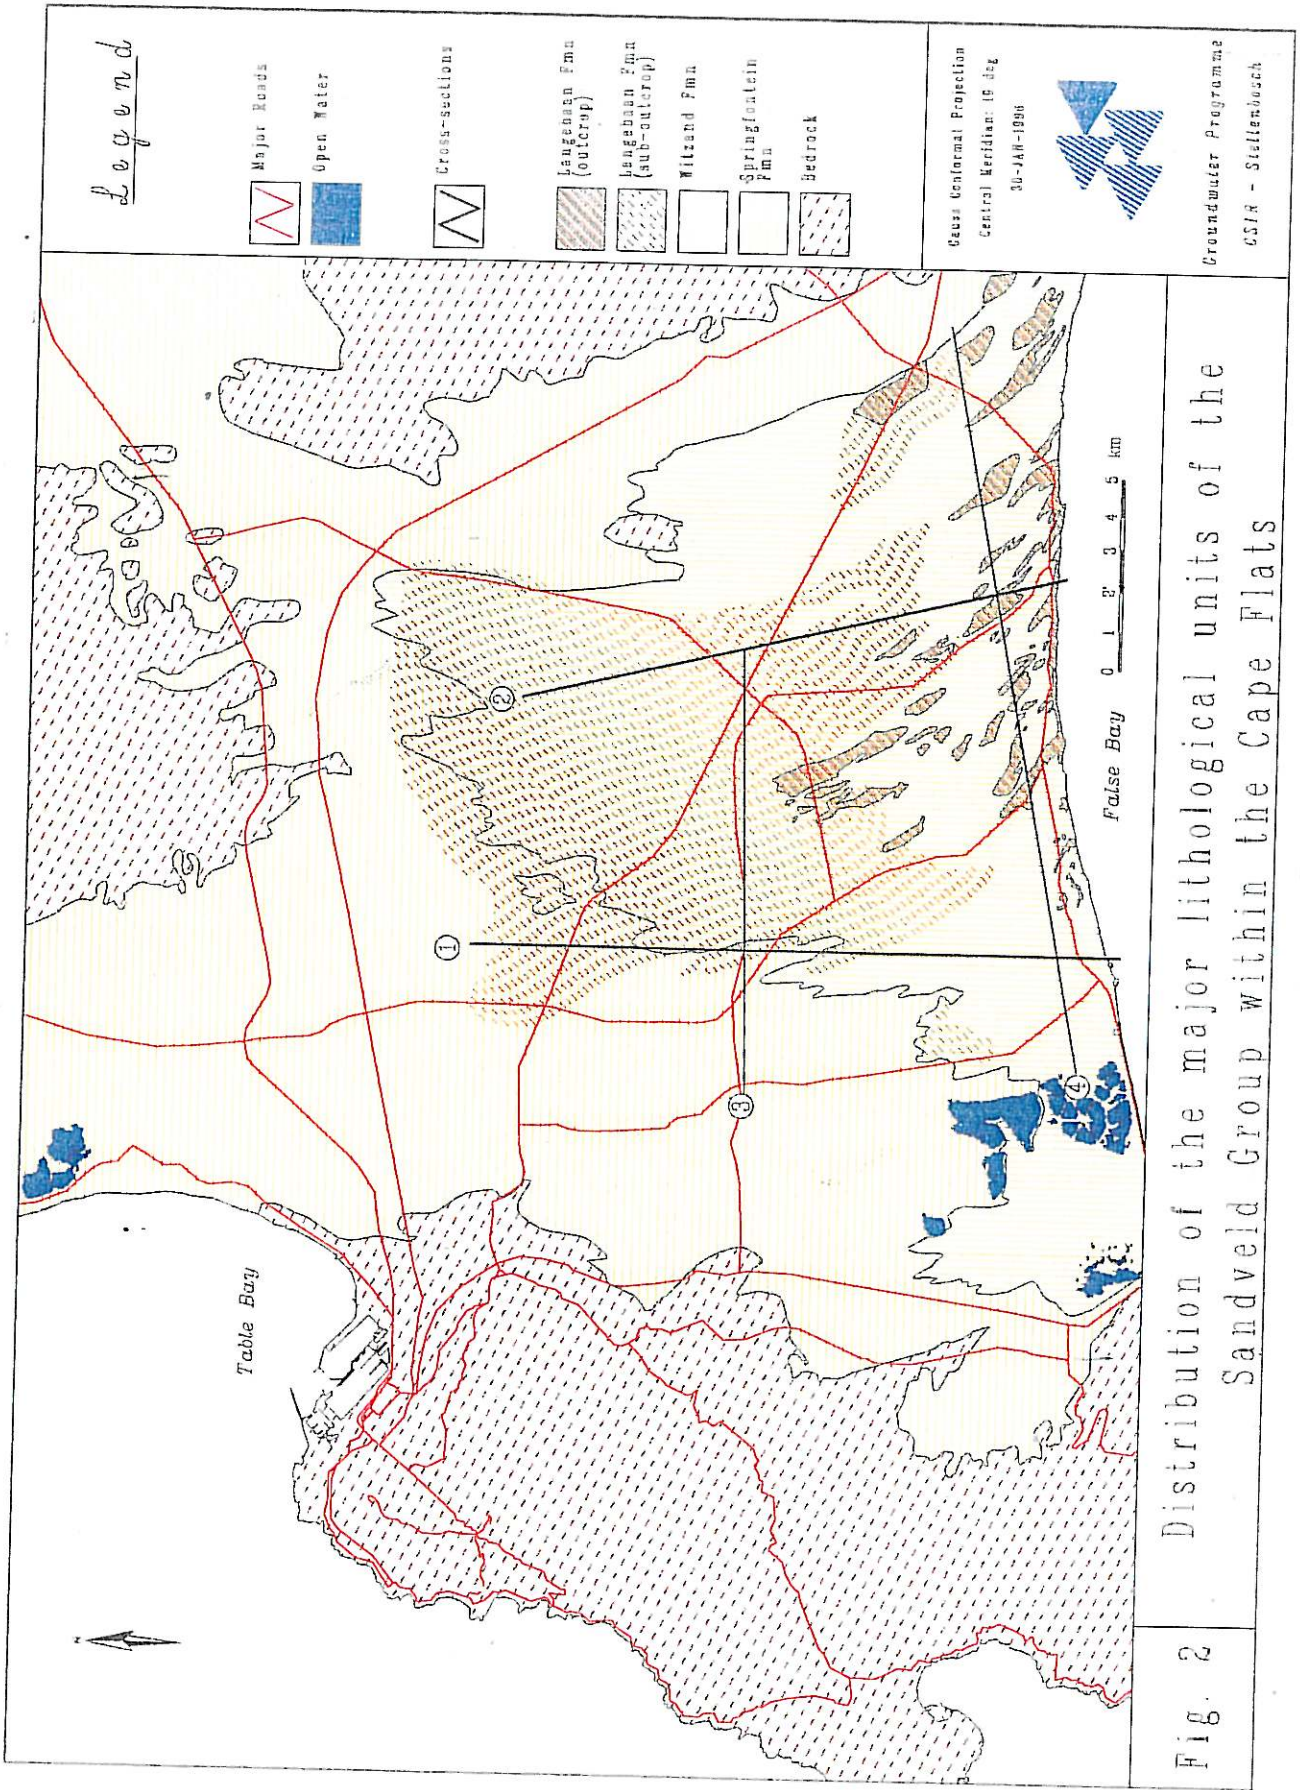 Legend
Major Roads
Open Water
Cross-sections
Langebaan Fmn
(outcrop)
Langebaan Fmn
(sub-outcrop)
Witzand Fmn
Springfontein
Fmn
Bedrock
Gauss Conformal Projection
Central Meridian: 19 deg
30-JAN-1996
Groundwater Programme
CSIR - Stellenbosch
N
Table Bay
False Bay
0 1 2 3 4 5 km
1
2
3
4
Fig. 2
Distribution of the major lithological units of the
Sandveld Group within the Cape Flats